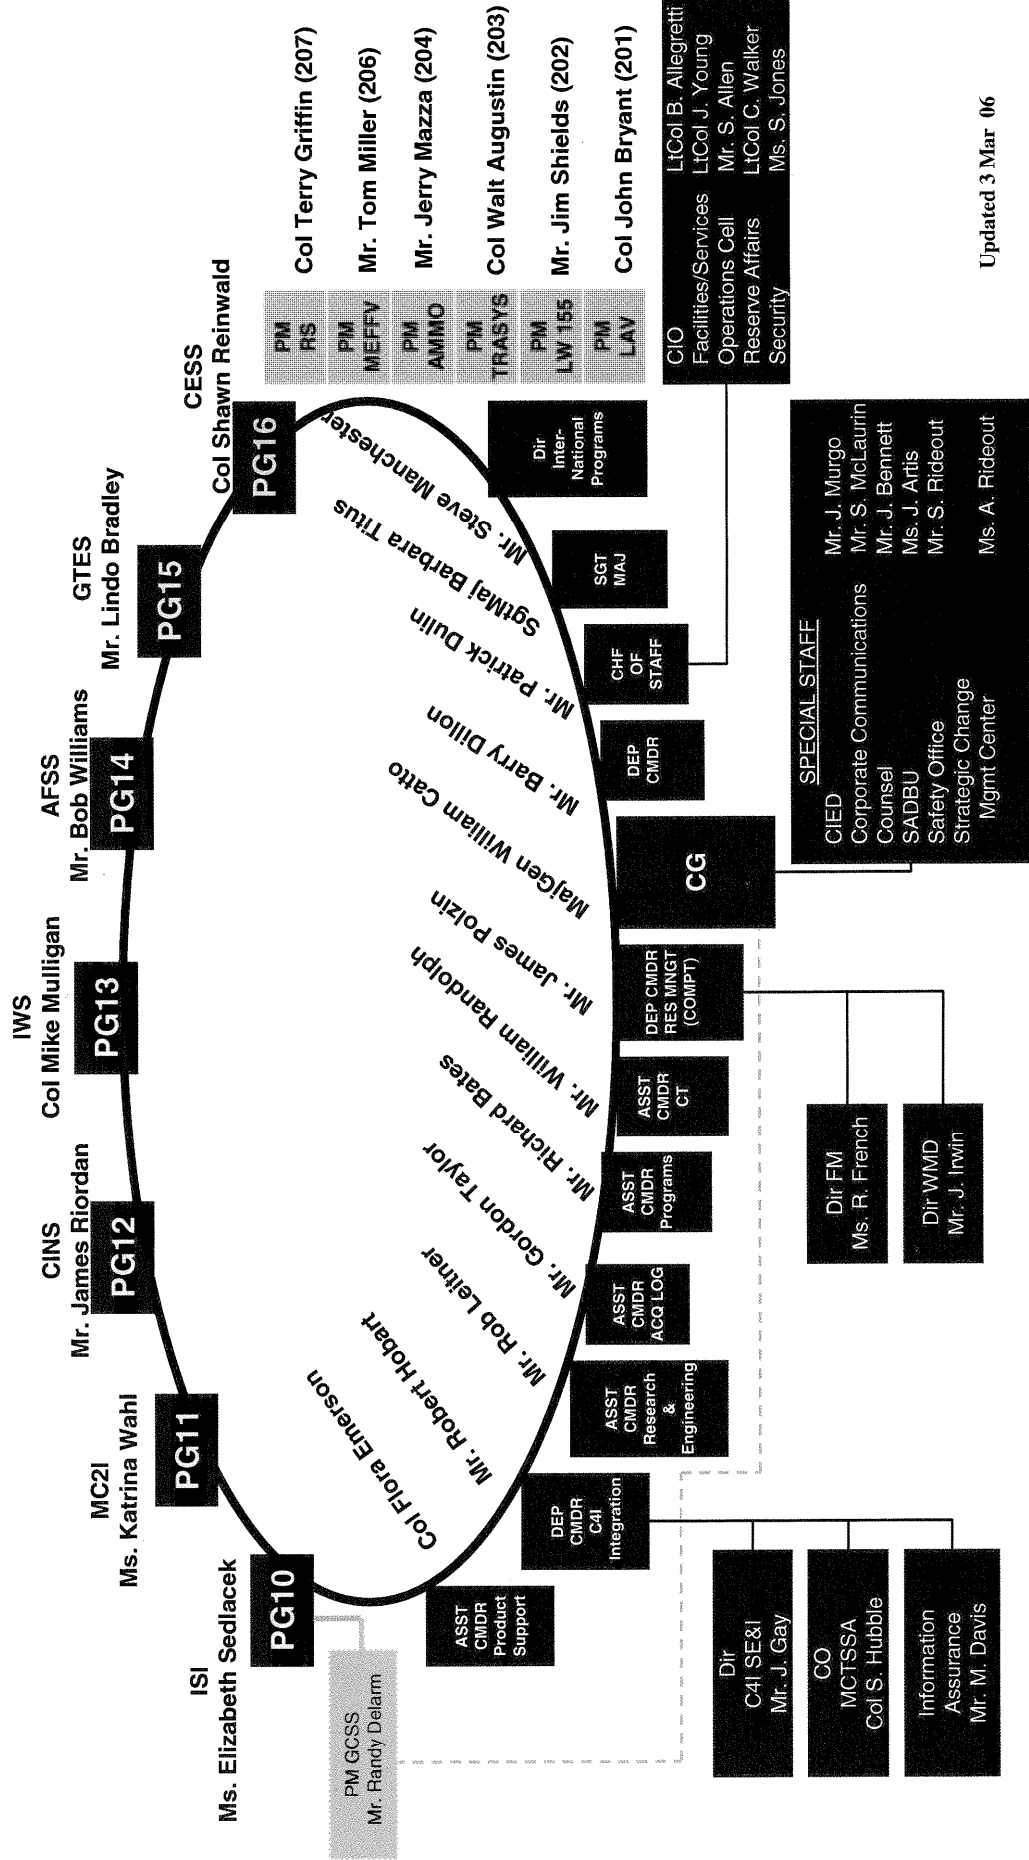 ISI
Ms. Elizabeth Sedlacek
PG10
MC2I
Ms. Katrina Wahl
PG11
CINS
Mr. James Riordan
PG12
IWS
Col Mike Mulligan
PG13
AFSS
Mr. Bob Williams
PG14
GTES
Mr. Lindo Bradley
PG15
CESS
Col Shawn Reinwald
PG16
PM
RS
Col Terry Griffin (207)
PM
MEFFV
Mr. Tom Miller (206)
PM
AMMO
Mr. Jerry Mazza (204)
PM
TRASYS
Col Walt Augustin (203)
PM
LW 155
Mr. Jim Shields (202)
PM
LAV
Col John Bryant (201)
PM GCSS
Mr. Randy Delarm
Col Flora Emerson
Mr. Robert Hobart
Mr. Rob Leitner
Mr. Gordon Taylor
Mr. Richard Bates
Mr. William Randolph
Mr. James Polzin
MajGen William Catto
Mr. Barry Dillon
Mr. Patrick Dulin
SgtMaj Barbara Titus
Mr. Steve Manchester
ASST
CMDR
Product
Support
DEP
CMDR
C4I
Integration
ASST
CMDR
Research
&
Engineering
ASST
CMDR
ACQ LOG
ASST
CMDR
Programs
ASST
CMDR
CT
DEP CMDR
RES MNGT
(COMPT)
CG
DEP
CMDR
CHF
OF
STAFF
SGT
MAJ
Dir
Inter-
National
Programs
Dir
C4I SE&I
Mr. J. Gay
CO
MCTSSA
Col S. Hubble
Information
Assurance
Mr. M. Davis
Dir FM
Ms. R. French
Dir WMD
Mr. J. Irwin
SPECIAL STAFF
CIED Mr. J. Murgo
Corporate Communications Mr. S. McLaurin
Counsel Mr. J. Bennett
SADBU Ms. J. Artis
Safety Office Mr. S. Rideout
Strategic Change
Mgmt Center Ms. A. Rideout
CIO LtCol B. Allegretti
Facilities/Services LtCol J. Young
Operations Cell Mr. S. Allen
Reserve Affairs LtCol C. Walker
Security Ms. S. Jones
Updated 3 Mar 06